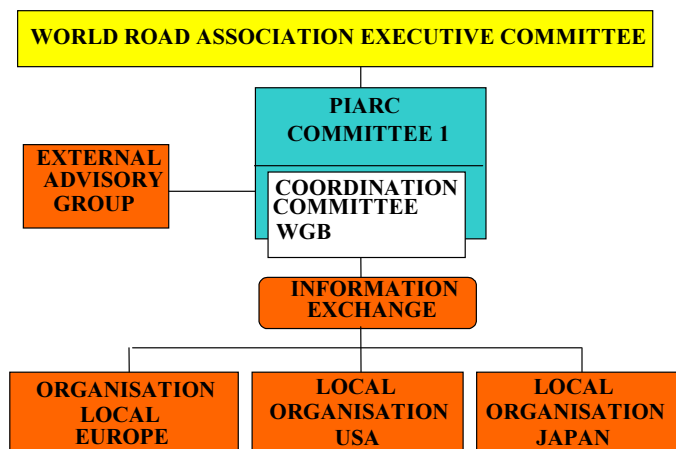 WORLD ROAD ASSOCIATION EXECUTIVE COMMITTEE
PIARC
COMMITTEE 1
EXTERNAL
ADVISORY
GROUP
COORDINATION
COMMITTEE
WGB
INFORMATION
EXCHANGE
ORGANISATION
LOCAL
EUROPE
LOCAL
ORGANISATION
USA
LOCAL
ORGANISATION
JAPAN